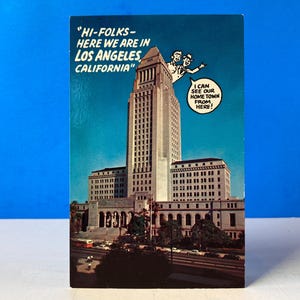 "HI-FOLKS–
HERE WE ARE IN
LOS ANGELES,
CALIFORNIA"
I CAN
SEE OUR
HOME TOWN
FROM
HERE!